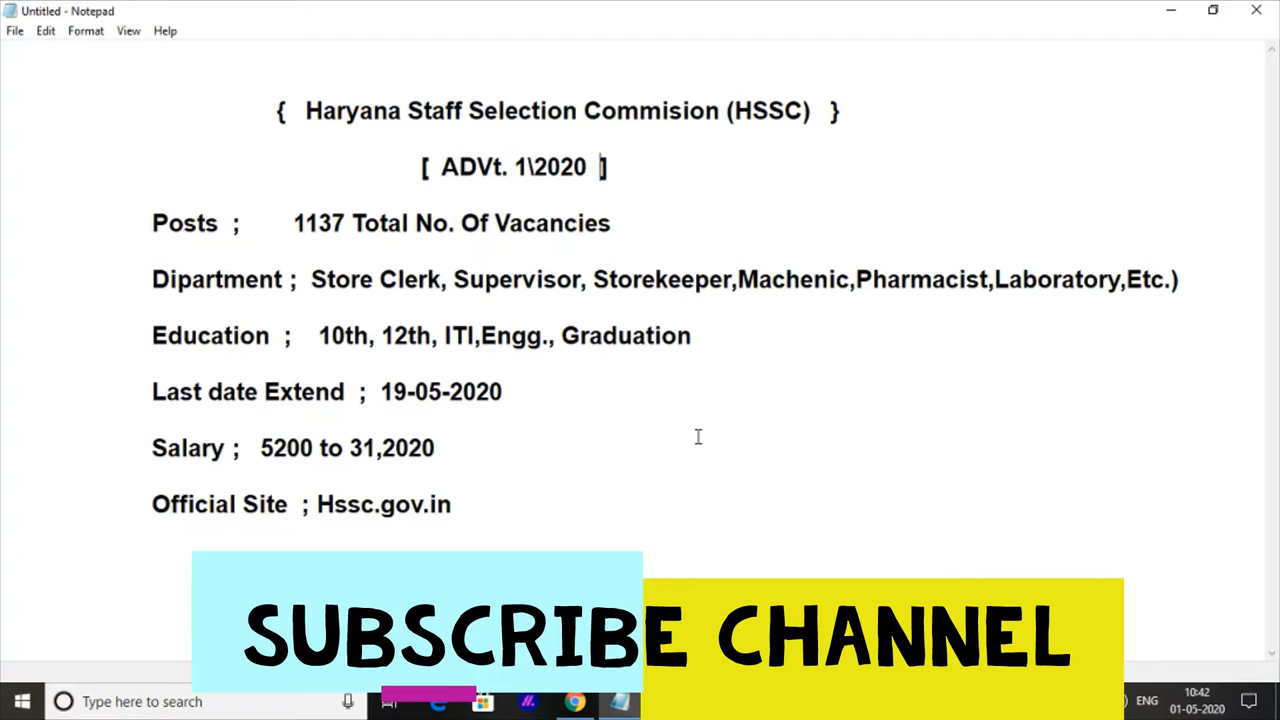 Untitled - Notepad
File Edit Format View Help
{ Haryana Staff Selection Commision (HSSC) }
[ ADVt. 1\2020 ]
Posts ; 1137 Total No. Of Vacancies
Dipartment ; Store Clerk, Supervisor, Storekeeper,Machenic,Pharmacist,Laboratory,Etc.)
Education ; 10th, 12th, ITI,Engg., Graduation
Last date Extend ; 19-05-2020
Salary ; 5200 to 31,2020
Official Site ; Hssc.gov.in
SUBSCRIBE CHANNEL
Type here to search
ENG
10:42
01-05-2020